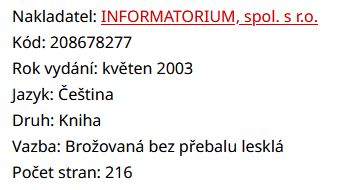 Nakladatel: INFORMATORIUM, spol. s r.o.
Kód: 208678277
Rok vydání: květen 2003
Jazyk: Čeština
Druh: Kniha
Vazba: Brožovaná bez přebalu lesklá
Počet stran: 216